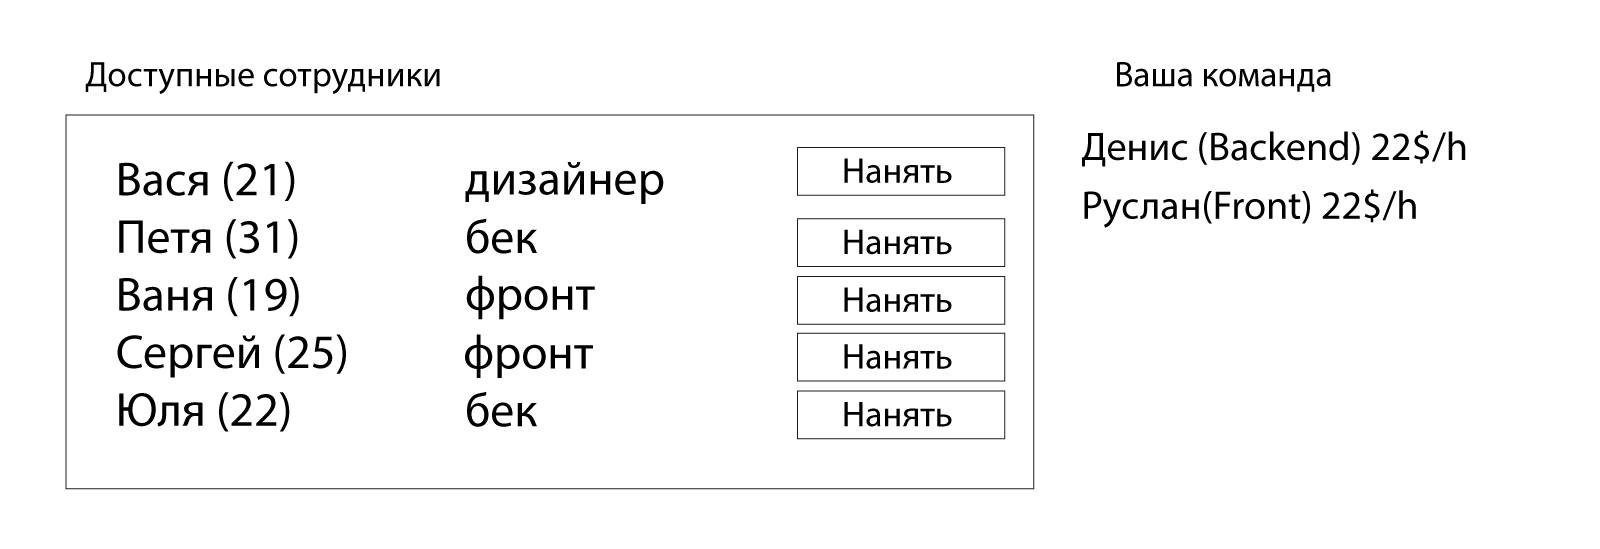 Доступные сотрудники
Ваша команда
Вася (21) дизайнер Нанять
Петя (31) бек Нанять
Ваня (19) фронт Нанять
Сергей (25) фронт Нанять
Юля (22) бек Нанять
Денис (Backend) 22$/h
Руслан(Front) 22$/h